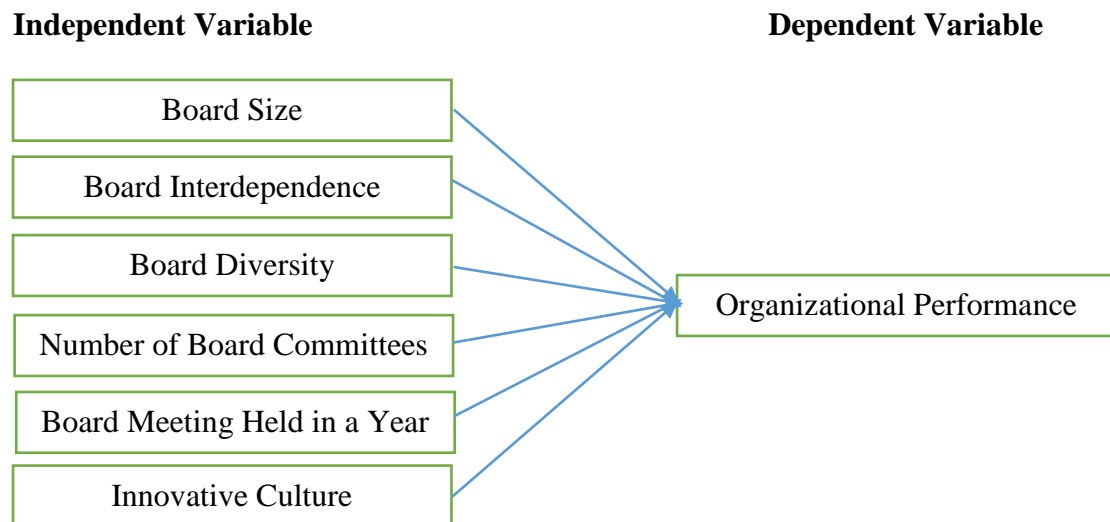 Independent Variable
Dependent Variable
Board Size
Board Interdependence
Board Diversity
Organizational Performance
Number of Board Committees
Board Meeting Held in a Year
Innovative Culture